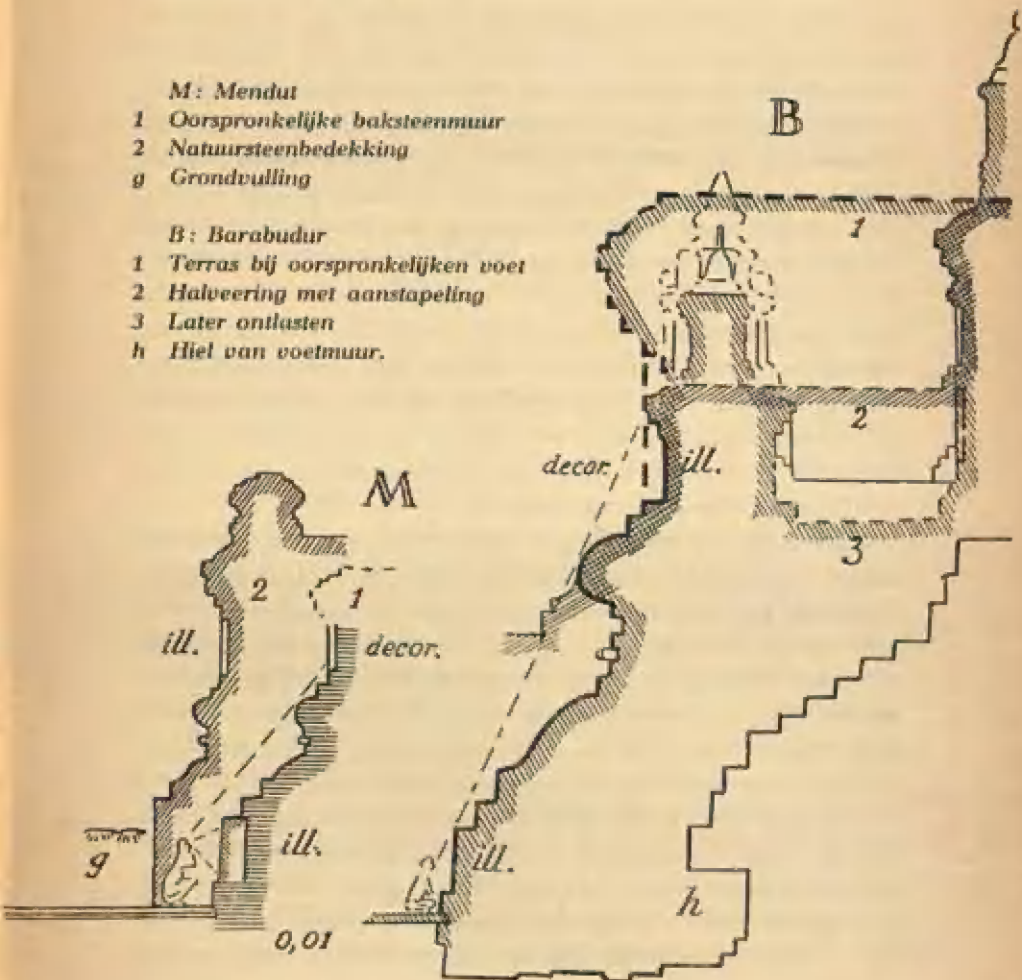 M: Mendut
1 Oorspronkelijke baksteenmuur
2 Natuursteenbedekking
g Grondvulling
B: Barabudur
1 Terras bij oorspronkelijken voet
2 Halveering met aanstapeling
3 Later ontlasten
h Hiel van voetmuur.
B
1
2
decor. ill.
3
M
2
1
ill.
decor.
g
ill.
ill.
h
0,01